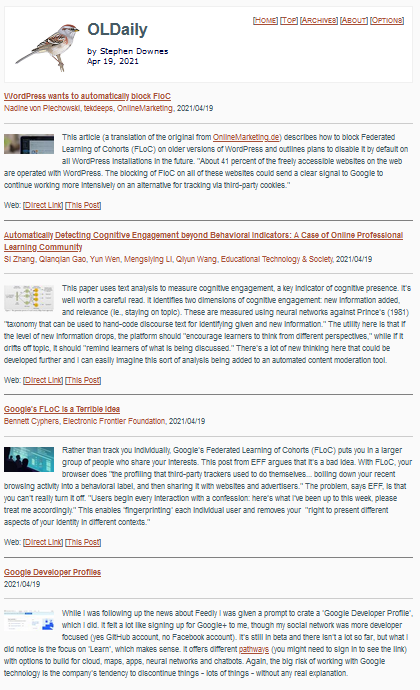 OLDaily
[Home] [Top] [Archives] [About] [Options]
by Stephen Downes
Apr 19, 2021
WordPress wants to automatically block FloC
Nadine von Piechowski, tekdeeps, OnlineMarketing, 2021/04/19
This article (a translation of the original from OnlineMarketing.de) describes how to block Federated
Learning of Cohorts (FLoC) on older versions of WordPress and outlines plans to disable it by default on
all WordPress installations in the future. "About 41 percent of the freely accessible websites on the web
are operated with WordPress. The blocking of FloC on all of these websites could send a clear signal to Google to
continue working more intensively on an alternative for tracking via third-party cookies."
Web: [Direct Link] [This Post]
Automatically Detecting Cognitive Engagement beyond Behavioral Indicators: A Case of Online Professional
Learning Community
Si Zhang, Qianqian Gao, Yun Wen, Mengsiying Li, Qiyun Wang, Educational Technology & Society, 2021/04/19
This paper uses text analysis to measure cognitive engagement, a key indicator of cognitive presence. It's
well worth a careful read. It identifies two dimensions of cognitive engagement: new information added,
and relevance (ie., staying on topic). These are measured using neural networks against Prince's (1981)
"taxonomy that can be used to hand-code discourse text for identifying given and new information." The utility here is that if
the level of new information drops, the platform should "encourage learners to think from different perspectives," while if it
drifts off topic, it should "remind learners of what is being discussed." There's a lot of new thinking here that could be
developed further and I can easily imagine this sort of analysis being added to an automated content moderation tool.
Web: [Direct Link] [This Post]
Google's FLoC Is a Terrible Idea
Bennett Cyphers, Electronic Frontier Foundation, 2021/04/19
Rather than track you individually, Google's Federated Learning of Cohorts (FLoC) puts you in a larger
group of people who share your interests. This post from EFF argues that it's a bad idea. With FLoC, your
browser does "the profiling that third-party trackers used to do themselves... boiling down your recent
browsing activity into a behavioral label, and then sharing it with websites and advertisers." The problem, says EFF, is that
you can't really turn it off. "Users begin every interaction with a confession: here's what I've been up to this week, please
treat me accordingly." This enables 'fingerprinting' each individual user and removes your "right to present different
aspects of your identity in different contexts."
Web: [Direct Link] [This Post]
Google Developer Profiles
2021/04/19
While I was following up the news about Feedly I was given a prompt to crate a 'Google Developer Profile',
which I did. It felt a lot like signing up for Google+ to me, though my social network was more developer
focused (yes GitHub account, no Facebook account). It's still in beta and there isn't a lot so far, but what I
did notice is the focus on 'Learn', which makes sense. It offers different pathways (you might need to sign in to see the link)
with options to build for cloud, maps, apps, neural networks and chatbots. Again, the big risk of working with Google
technology is the company's tendency to discontinue things - lots of things - without any real explanation.